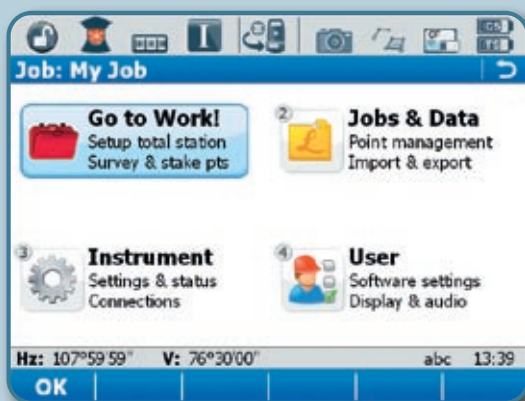 I
Job: My Job
Go to Work!
Setup total station
Survey & stake pts
2
Jobs & Data
Point management
Import & export
3
Instrument
Settings & status
Connections
4
User
Software settings
Display & audio
Hz: 107°59'59" V: 76°30'00" abc 13:39
OK